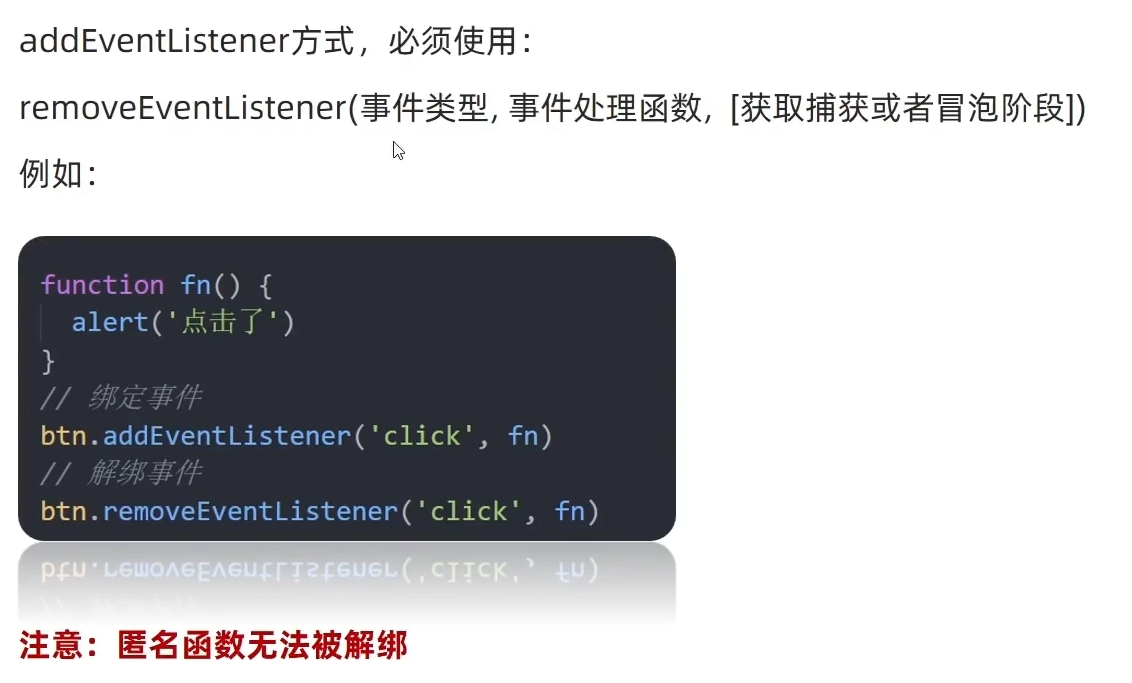 addEventListener方式，必须使用：
removeEventListener(事件类型, 事件处理函数,  [获取捕获或者冒泡阶段])
例如：
function fn() {
  alert('点击了')
}
// 绑定事件
btn.addEventListener('click', fn)
// 解绑事件
btn.removeEventListener('click', fn)
注意：匿名函数无法被解绑